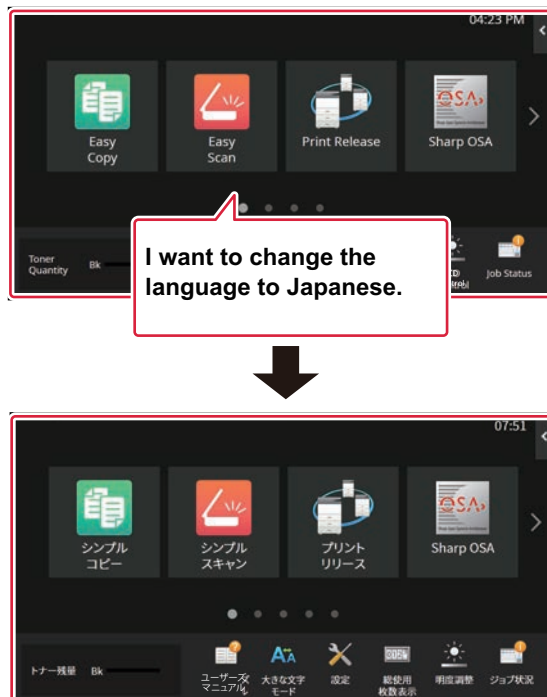 04:23 PM
Easy
Copy
Easy
Scan
Print Release
OSA
Sharp OSA
I want to change the
language to Japanese.
Toner
Quantity
Bk
Job Status
07:51
シンプル
コピー
シンプル
スキャン
プリント
リリース
OSA
Sharp OSA
トナー残量
Bk
ユーザーズ
マニュアル
大きな文字
モード
設定
総使用
枚数表示
明度調整
ジョブ状況